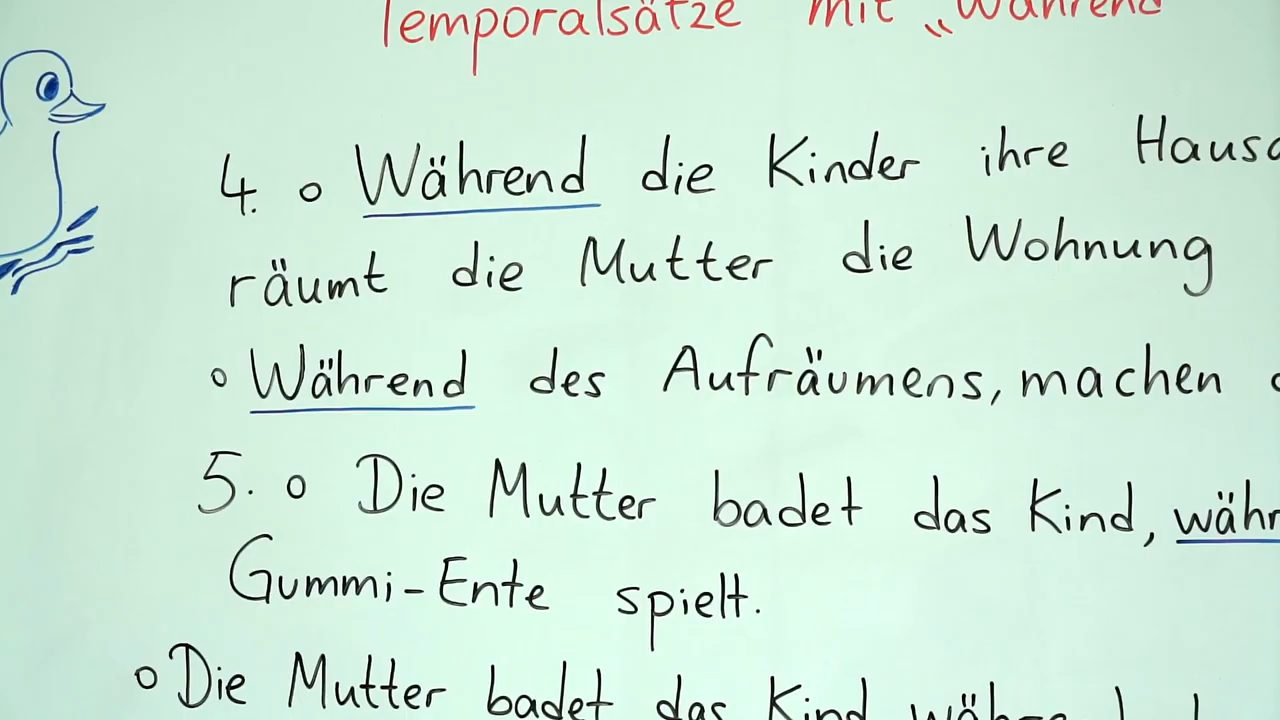 Temporalsätze mit „Während
4. o Während die Kinder ihre
räumt die Mutter die Wohnung
o Während des Aufräumens, machen
5. o Die Mutter badet das Kind,
Gummi-Ente spielt.
o Die Mutter badet das Kind